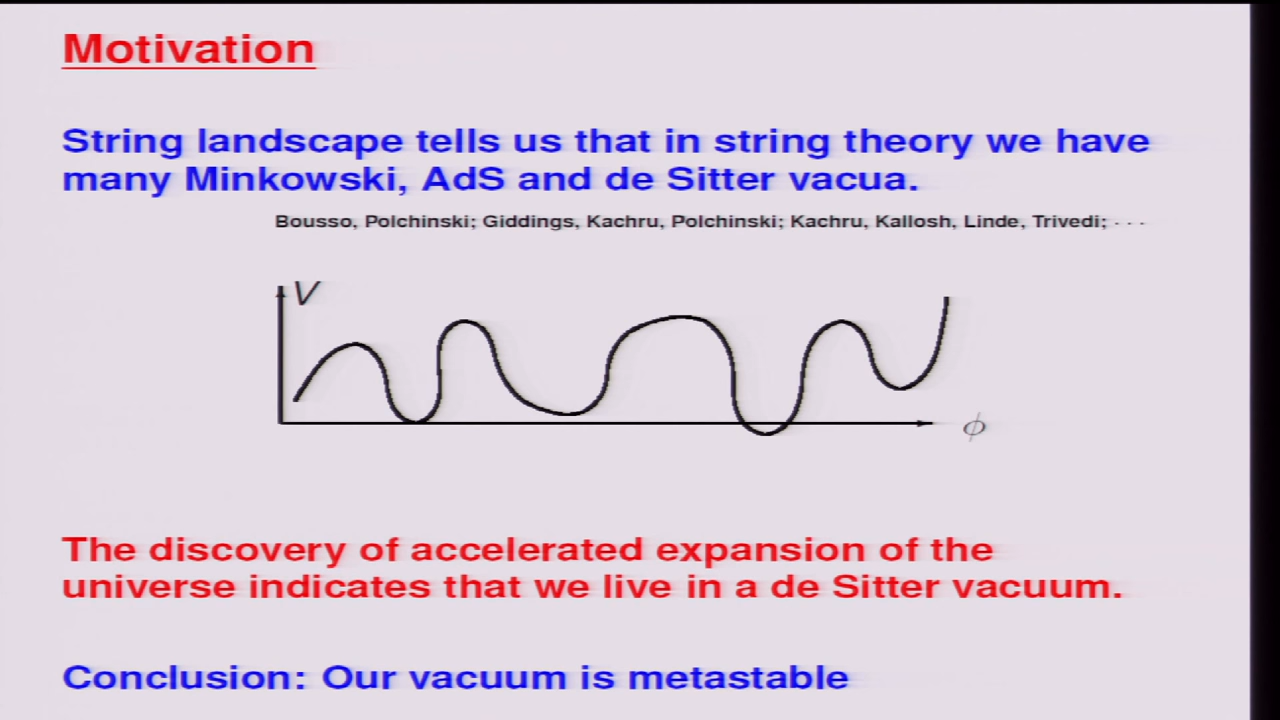 Motivation
String landscape tells us that in string theory we have
many Minkowski, AdS and de Sitter vacua.
Bousso, Polchinski; Giddings, Kachru, Polchinski; Kachru, Kallosh, Linde, Trivedi; · · ·
V
ϕ
The discovery of accelerated expansion of the
universe indicates that we live in a de Sitter vacuum.
Conclusion: Our vacuum is metastable